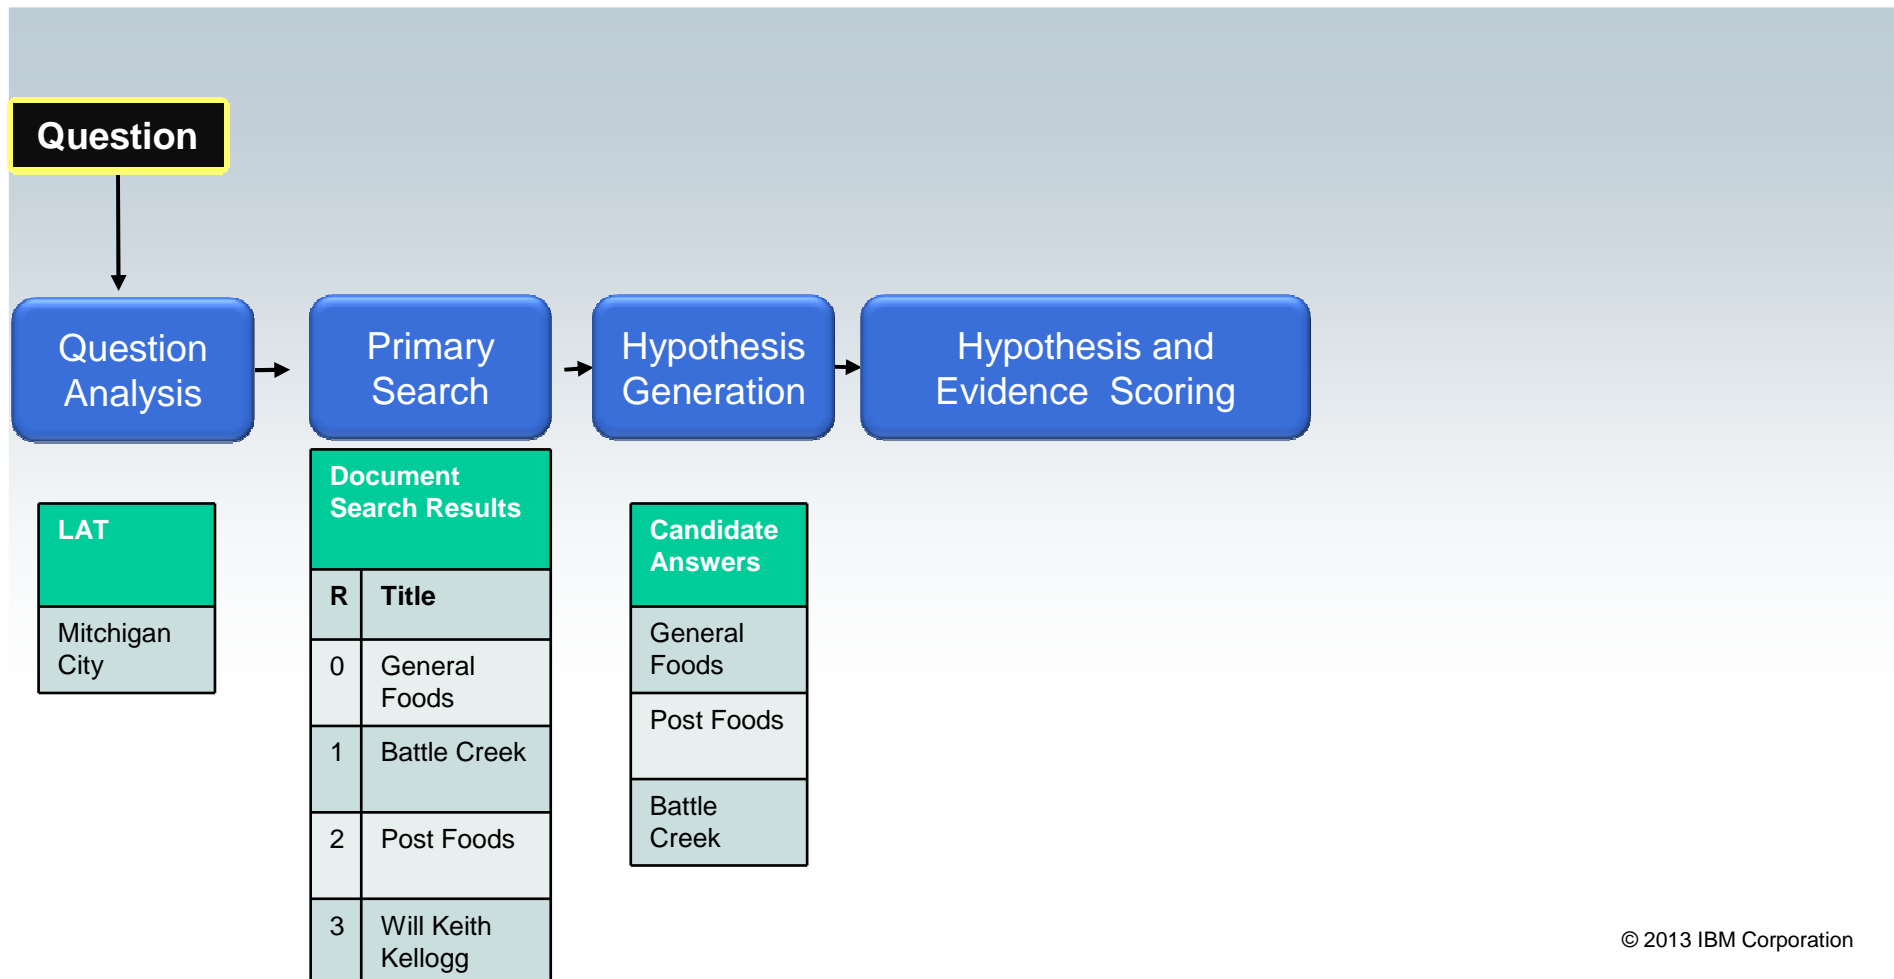 Question
Question
Analysis
Primary
Search
Hypothesis
Generation
Hypothesis and
Evidence Scoring
LAT
Mitchigan
City
Document
Search Results
R Title
0 General
Foods
1 Battle Creek
2 Post Foods
3 Will Keith
Kellogg
Candidate
Answers
General
Foods
Post Foods
Battle
Creek
© 2013 IBM Corporation